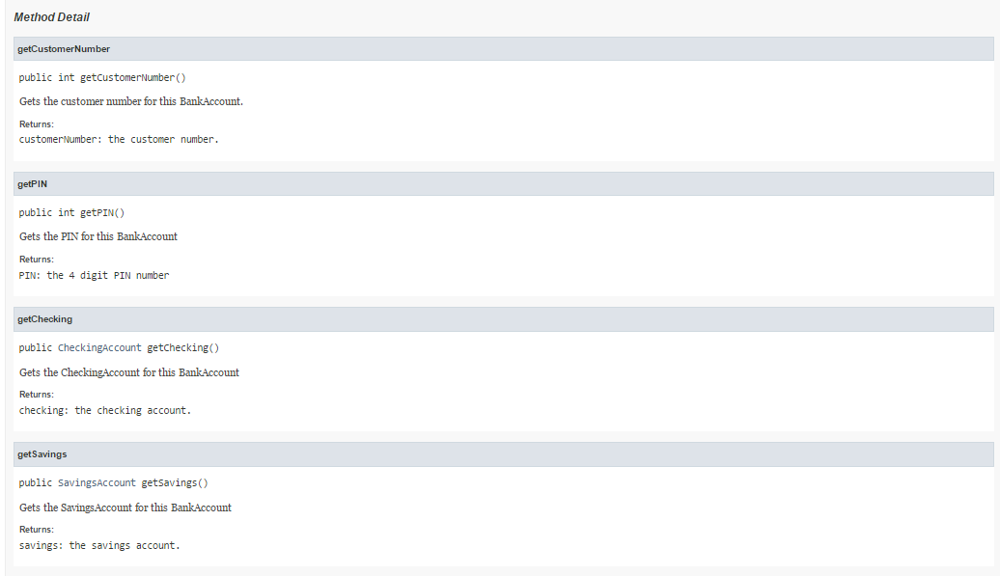 Method Detail
getCustomerNumber
public int getCustomerNumber()
Gets the customer number for this BankAccount.
Returns:
customerNumber: the customer number.
getPIN
public int getPIN()
Gets the PIN for this BankAccount
Returns:
PIN: the 4 digit PIN number
getChecking
public CheckingAccount getChecking()
Gets the CheckingAccount for this BankAccount
Returns:
checking: the checking account.
getSavings
public SavingsAccount getSavings()
Gets the SavingsAccount for this BankAccount
Returns:
savings: the savings account.